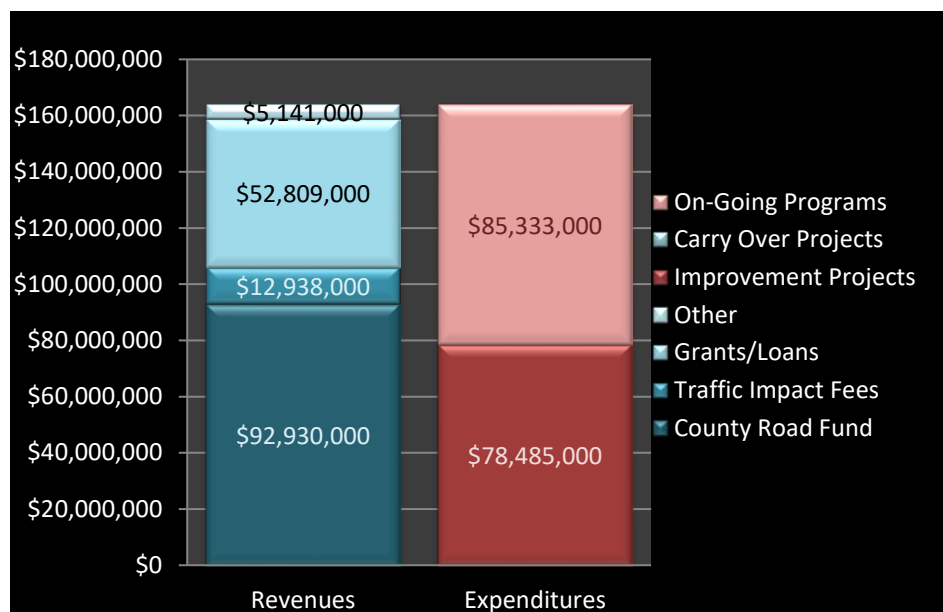 $180,000,000
$160,000,000
$140,000,000
$120,000,000
$100,000,000
$80,000,000
$60,000,000
$40,000,000
$20,000,000
$0
$5,141,000
$52,809,000
$12,938,000
$92,930,000
$85,333,000
$78,485,000
Revenues
Expenditures
On-Going Programs
Carry Over Projects
Improvement Projects
Other
Grants/Loans
Traffic Impact Fees
County Road Fund